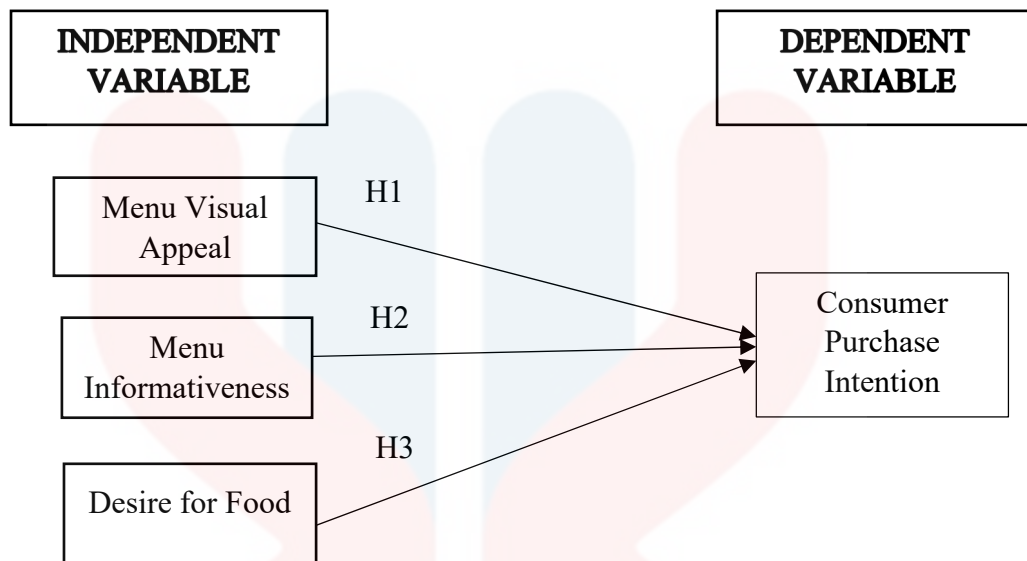 INDEPENDENT
VARIABLE
DEPENDENT
VARIABLE
H1
Menu Visual
Appeal
H2
Menu
Informativeness
Consumer
Purchase
Intention
H3
Desire for Food